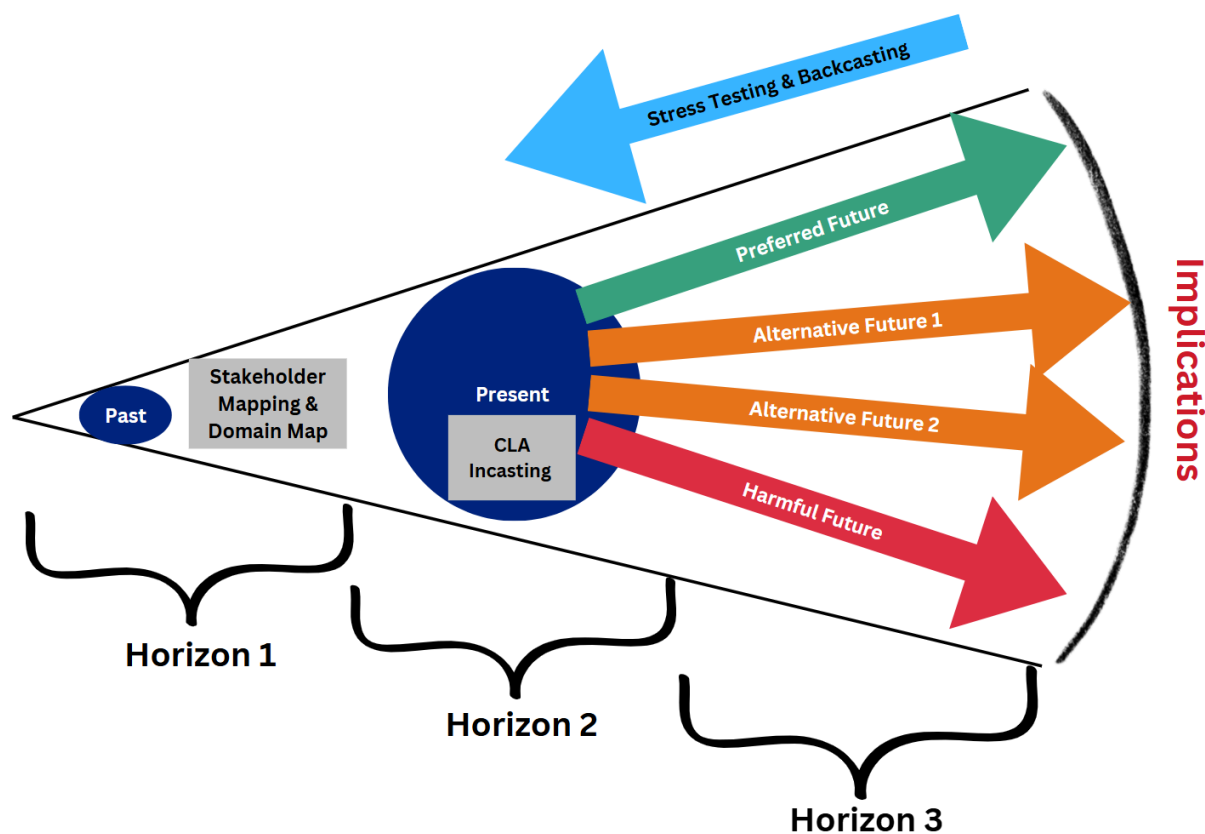 Stress Testing & Backcasting
Preferred Future
Alternative Future 1
Alternative Future 2
Harmful Future
Implications
Past
Stakeholder
Mapping &
Domain Map
Present
CLA
Incasting
Horizon 1
Horizon 2
Horizon 3